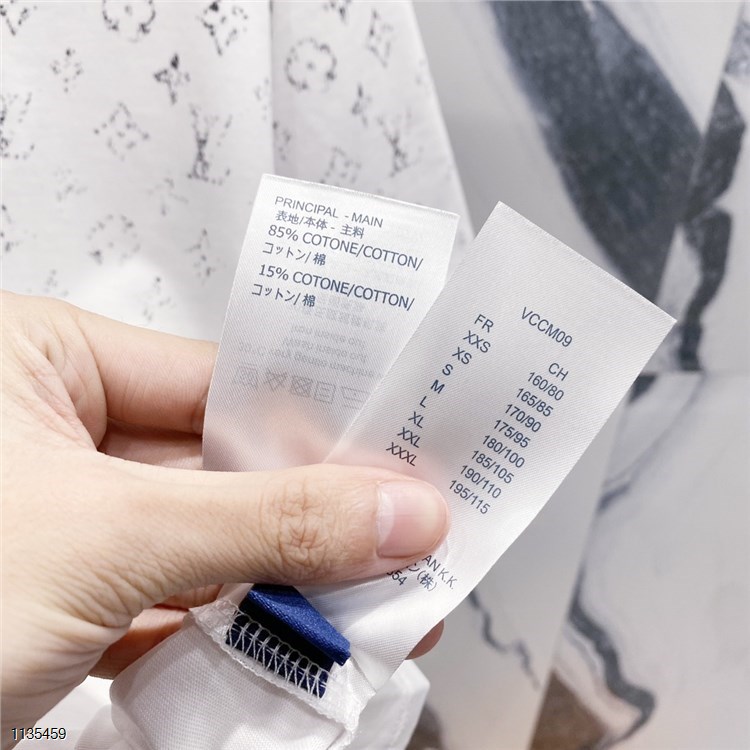 PRINCIPAL - MAIN
表地/本体 - 主料
85% COTONE/COTTON/
コットン/ 棉
15% COTONE/COTTON/
コットン/ 棉
VCCM09
FR CH
XXS 160/80
XS 165/85
S 170/90
M 175/95
L 180/100
XL 185/105
XXL 190/110
XXXL 195/115
AN K.K.
ン(株)
1135459